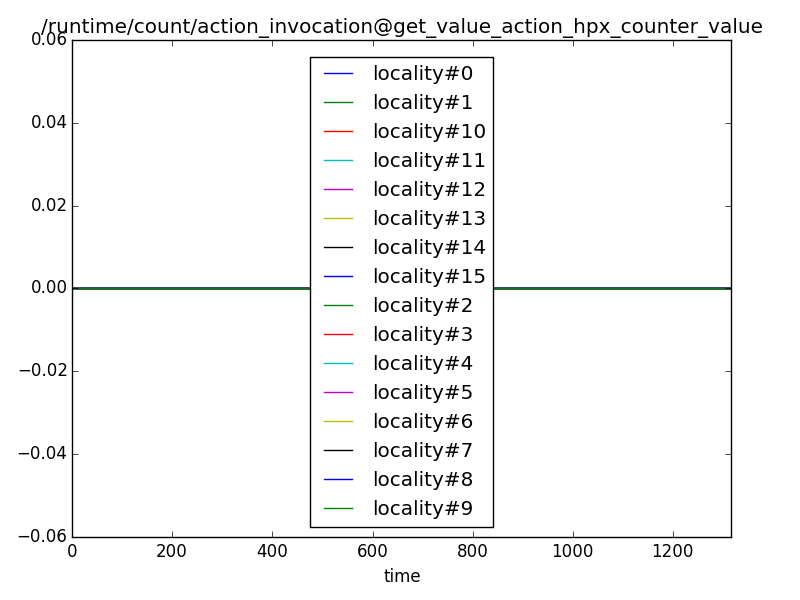 /runtime/count/action_invocation@get_value_action_hpx_counter_value
0.06
0.04
0.02
0.00
−0.02
−0.04
−0.06
locality#0
locality#1
locality#10
locality#11
locality#12
locality#13
locality#14
locality#15
locality#2
locality#3
locality#4
locality#5
locality#6
locality#7
locality#8
locality#9
0 200 400 600 800 1000 1200
time